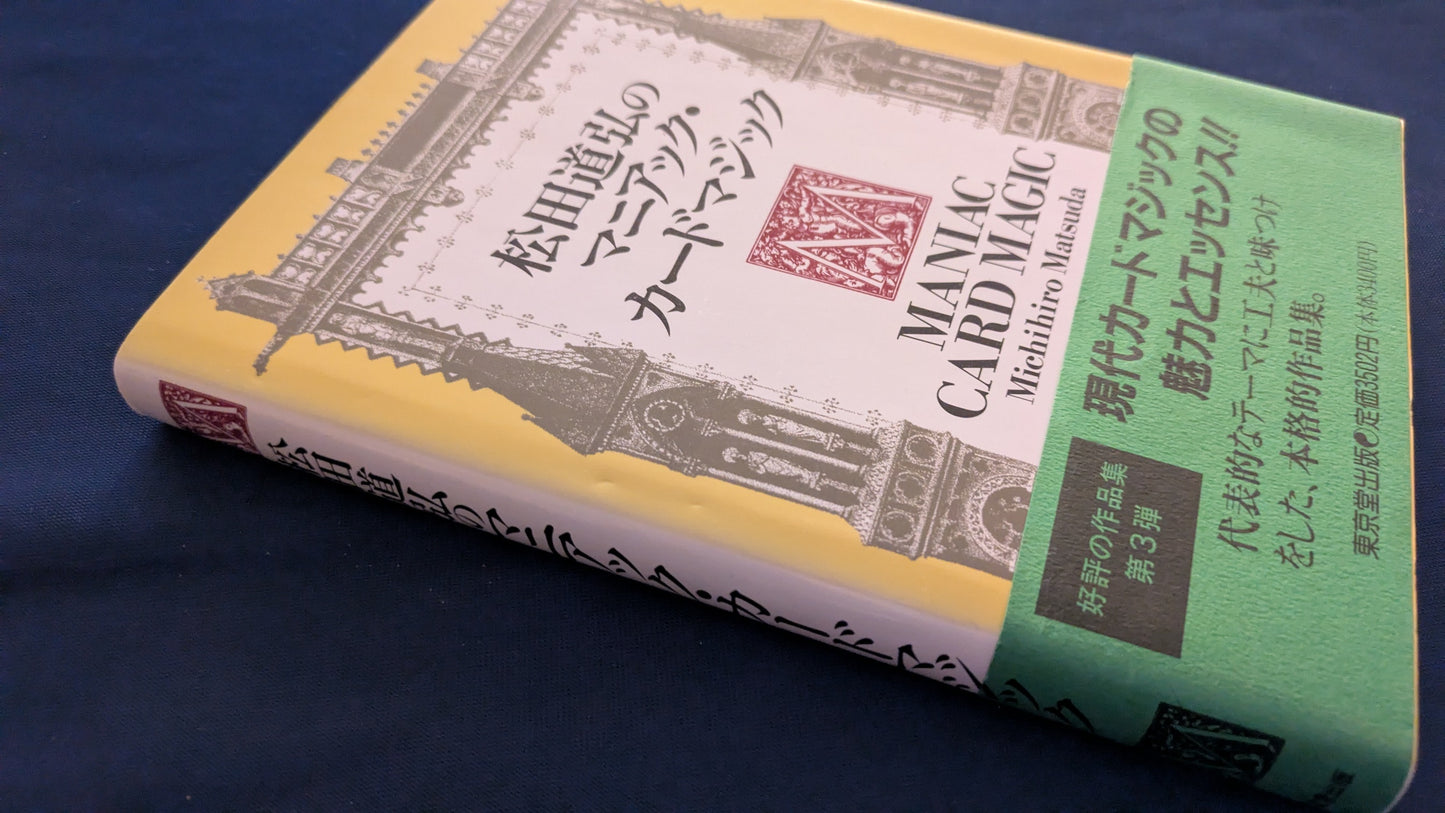 松田道弘の
マニアック・
カードマジック
M
MANIAC
CARD MAGIC
Michihiro Matsuda
現代カードマジックの
魅力とエッセンス!!
代表的なテーマに工夫と味つけ
をした、本格的作品集。
好評の作品集
第3弾
東京堂出版 定価3502円(本体3400円)
M
松田道弘のマニアック・カードマジック
M